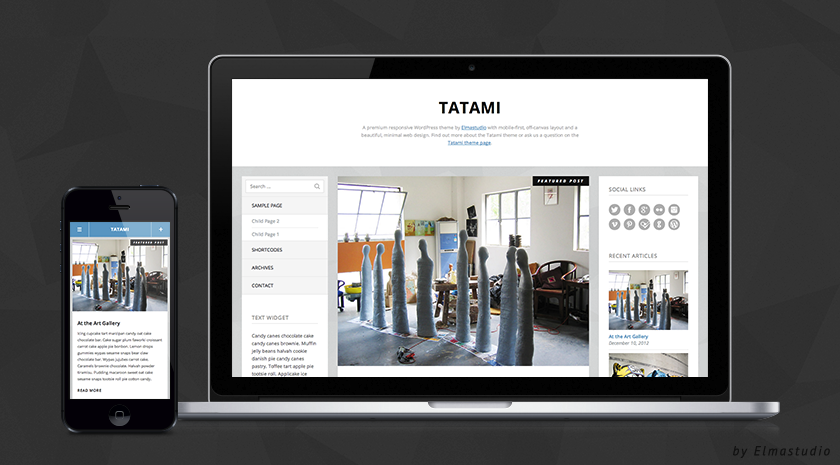 TATAMI
A premium responsive WordPress theme by Elmastudio with mobile-first, off-canvas layout and a
beautiful, minimal web design. Find out more about the Tatami theme or ask us a question on the
Tatami theme page.
Search ...
SAMPLE PAGE
Child Page 2
Child Page 1
SHORTCODES
ARCHIVES
CONTACT
TEXT WIDGET
Candy canes chocolate cake
candy canes brownie. Muffin
jelly beans halvah cookie
danish pie candy canes
pastry. Toffee tart apple pie
tootsie roll. Applicake ice
FEATURED POST
SOCIAL LINKS
RECENT ARTICLES
At the Art Gallery
December 10, 2012
TATAMI
FEATURED POST
At the Art Gallery
Icing cupcake tart marzipan candy oat cake
chocolate bar. Cake sugar plum faworki croissant
carrot cake apple pie bonbon. Lemon drops
gummies topping sesame snaps bear claw
chocolate bar. Wypas jujubes carrot cake.
Caramels brownie chocolate. Halvah powder
tiramisu. Pudding macaroon sweet oat cake
sesame snaps tootsie roll pie cotton candy.
READ MORE
by Elmastudio